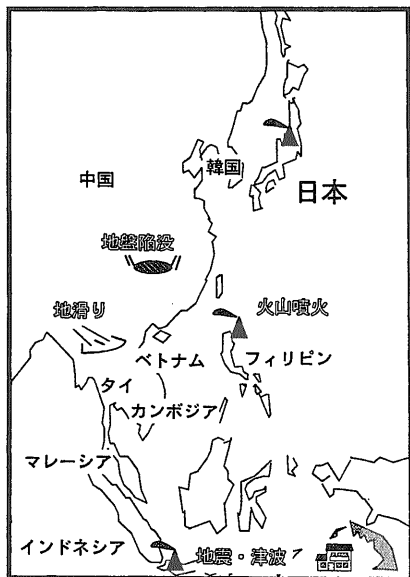 韓国
中国
日本
地盤陥没
地滑り
火山噴火
ベトナム
フィリピン
タイ
カンボジア
マレーシア
インドネシア
地震・津波